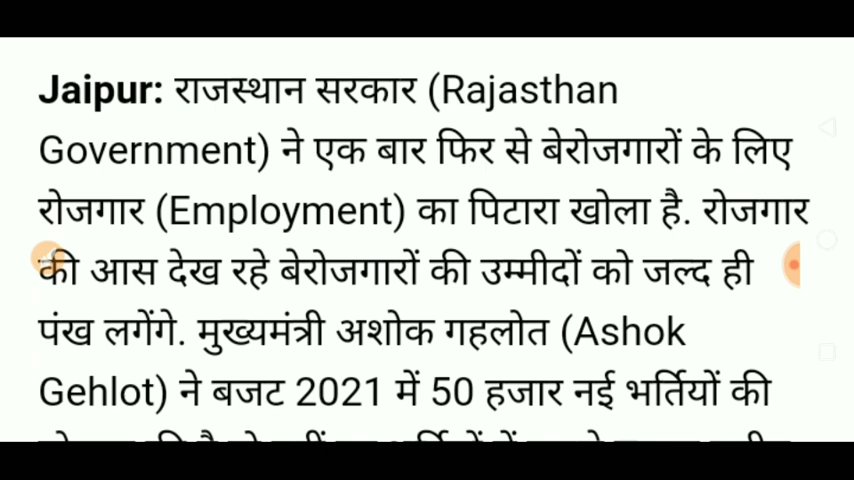 Jaipur: राजस्थान सरकार (Rajasthan
Government) ने एक बार फिर से बेरोजगारों के लिए
रोजगार (Employment) का पिटारा खोला है. रोजगार
की आस देख रहे बेरोजगारों की उम्मीदों को जल्द ही
पंख लगेंगे. मुख्यमंत्री अशोक गहलोत (Ashok
Gehlot) ने बजट 2021 में 50 हजार नई भर्तियों की